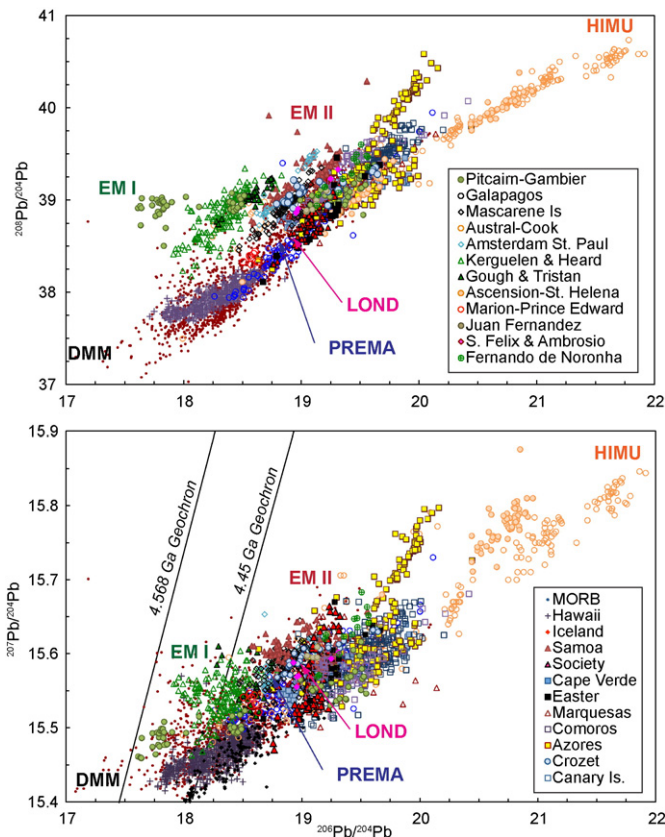 41
40
39
38
37
²⁰⁸Pb/²⁰⁴Pb
HIMU
EM II
EM I
LOND
PREMA
DMM
Pitcairn-Gambier
Galapagos
Mascarene Is
Austral-Cook
Amsterdam St. Paul
Kerguelen & Heard
Gough & Tristan
Ascension-St. Helena
Marion-Prince Edward
Juan Fernandez
S. Felix & Ambrosio
Fernando de Noronha
17 18 19 20 21 22
15.9
15.8
15.7
15.6
15.5
15.4
²⁰⁷Pb/²⁰⁴Pb
4.568 Ga Geochron
4.45 Ga Geochron
HIMU
EM II
EM I
LOND
PREMA
DMM
MORB
Hawaii
Iceland
Samoa
Society
Cape Verde
Easter
Marquesas
Comoros
Azores
Crozet
Canary Is.
17 18 19 20 21 22
²⁰⁶Pb/²⁰⁴Pb